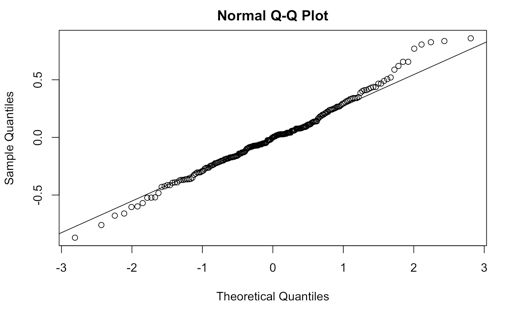 Normal Q-Q Plot
Sample Quantiles
0.5
0.0
-0.5
-3 -2 -1 0 1 2 3
Theoretical Quantiles